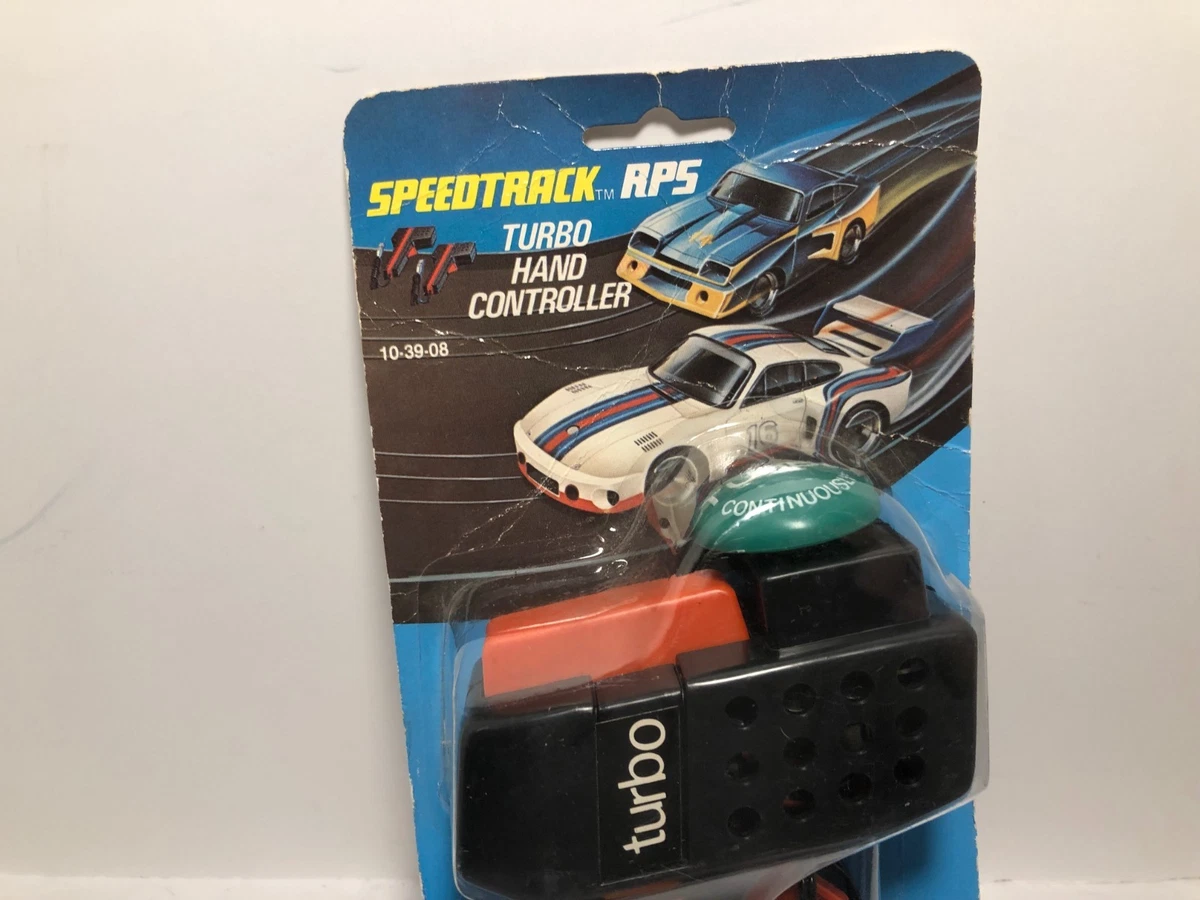 SPEEDTRACK™ RPS
TURBO
HAND
CONTROLLER
10-39-08
16
CONTINUOUS
turbo